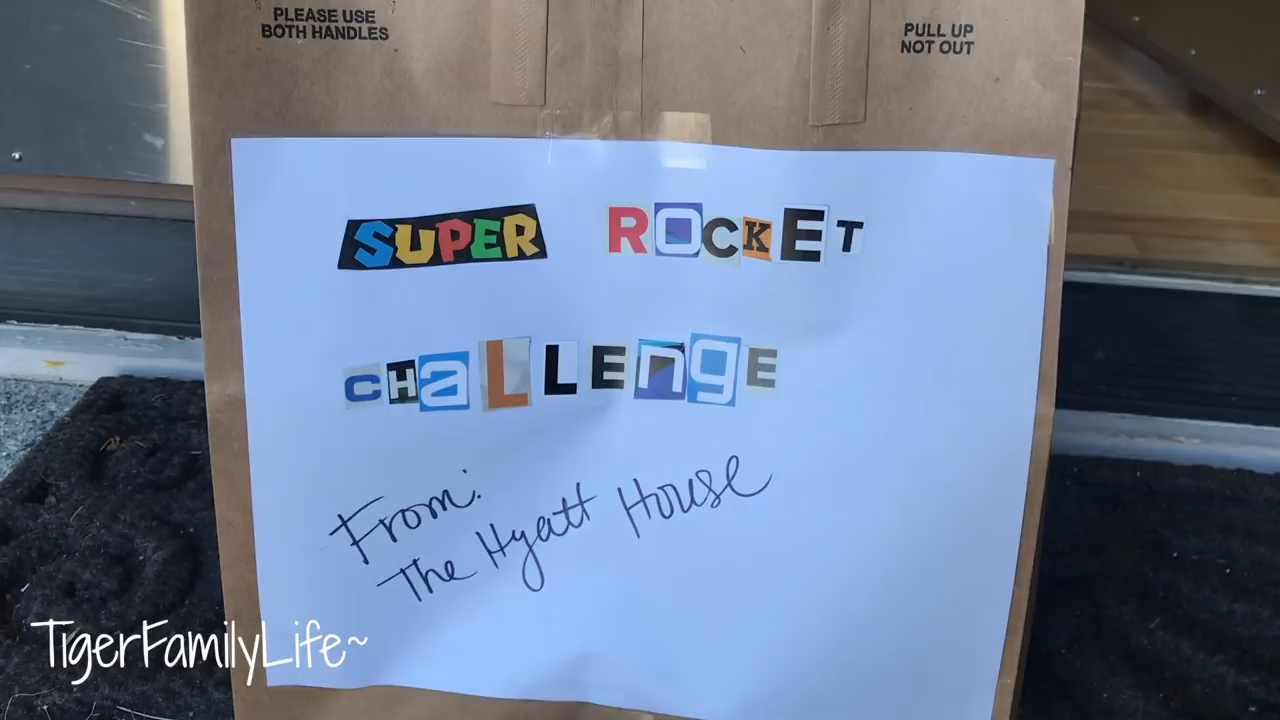 PLEASE USE
BOTH HANDLES
PULL UP
NOT OUT
SUPER ROCKET
CHaLLEngE
From:
The Hyatt House
TigerFamilyLife~